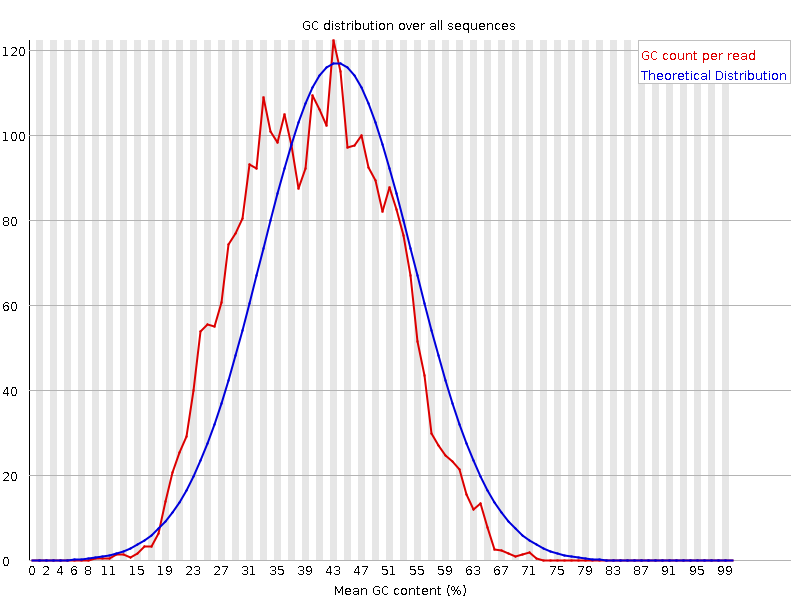 GC distribution over all sequences
GC count per read
Theoretical Distribution
120
100
80
60
40
20
0
0 2 4 6 8 11 15 19 23 27 31 35 39 43 47 51 55 59 63 67 71 75 79 83 87 91 95 99
Mean GC content (%)